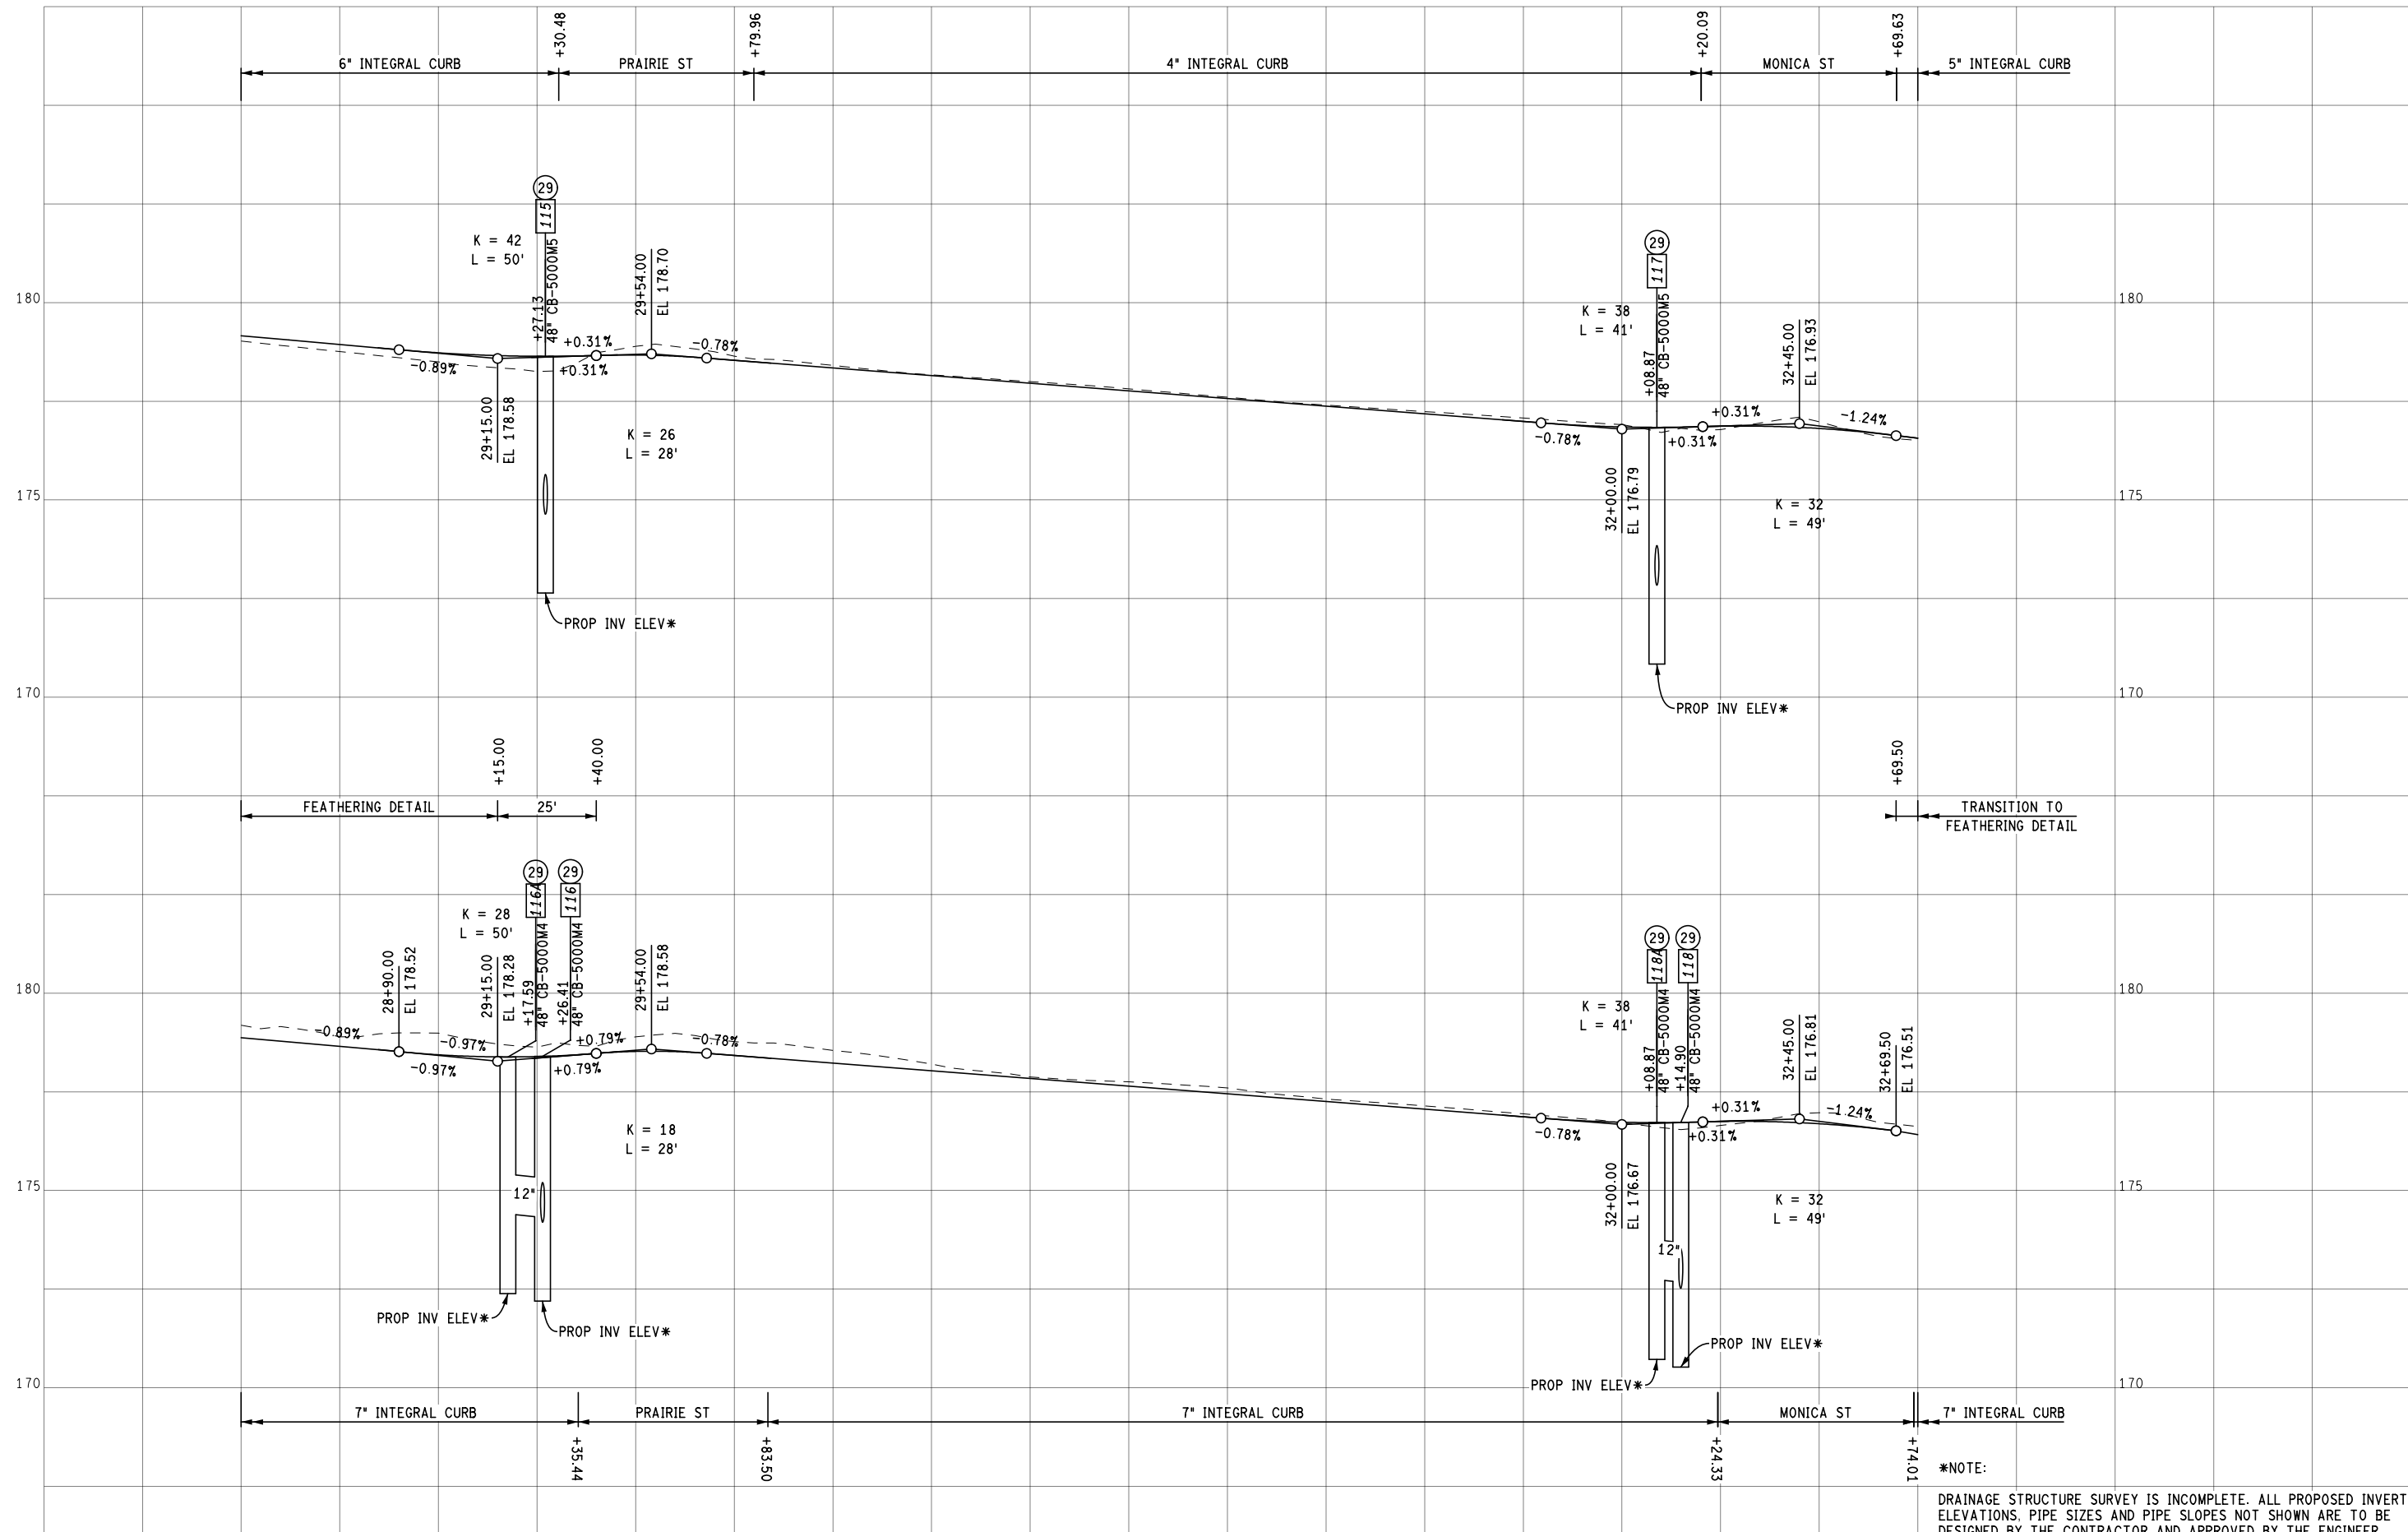 +30.48
+79.96
+20.09
+69.63
6" INTEGRAL CURB
PRAIRIE ST
4" INTEGRAL CURB
MONICA ST
5" INTEGRAL CURB
29
115
K = 42
L = 50'
+27.13
48" CB-5000M5
29+54.00
EL 178.70
29
117
K = 38
L = 41'
+08.87
48" CB-5000M5
32+45.00
EL 176.93
180
180
+0.31%
-0.78%
-0.89%
+0.31%
29+15.00
EL 178.58
K = 26
L = 28'
+0.31%
-1.24%
-0.78%
+0.31%
32+00.00
EL 176.79
K = 32
L = 49'
175
175
PROP INV ELEV*
170
170
PROP INV ELEV*
+15.00
+40.00
+69.50
FEATHERING DETAIL
25'
TRANSITION TO
FEATHERING DETAIL
29
29
116A
116
K = 28
L = 50'
28+90.00
EL 178.52
29+15.00
EL 178.28
+17.59
48" CB-5000M4
+26.41
48" CB-5000M4
29+54.00
EL 178.58
29
29
118A
118
K = 38
L = 41'
+08.87
48" CB-5000M4
+14.90
48" CB-5000M4
32+45.00
EL 176.81
32+69.50
EL 176.51
180
180
-0.89%
-0.97%
+0.79%
-0.78%
-0.97%
+0.79%
+0.31%
-1.24%
-0.78%
+0.31%
K = 18
L = 28'
32+00.00
EL 176.67
K = 32
L = 49'
175
175
12"
12"
PROP INV ELEV*
PROP INV ELEV*
PROP INV ELEV*
PROP INV ELEV*
170
170
7" INTEGRAL CURB
PRAIRIE ST
7" INTEGRAL CURB
MONICA ST
7" INTEGRAL CURB
+35.44
+83.50
+24.33
+74.01
*NOTE:
DRAINAGE STRUCTURE SURVEY IS INCOMPLETE. ALL PROPOSED INVERT
ELEVATIONS, PIPE SIZES AND PIPE SLOPES NOT SHOWN ARE TO BE
DESIGNED BY THE CONTRACTOR AND APPROVED BY THE ENGINEER